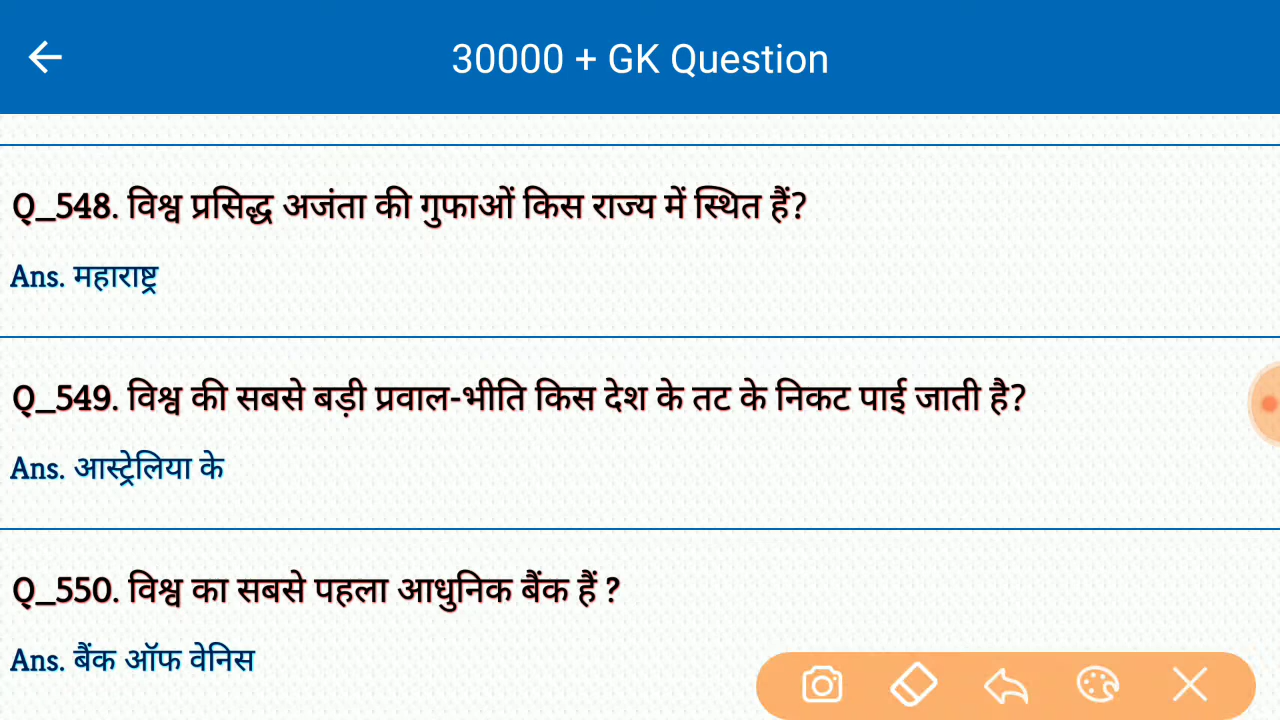 30000 + GK Question
Q_548. विश्व प्रसिद्ध अजंता की गुफाओं किस राज्य में स्थित हैं?
Ans. महाराष्ट्र
Q_549. विश्व की सबसे बड़ी प्रवाल-भीति किस देश के तट के निकट पाई जाती है?
Ans. आस्ट्रेलिया के
Q_550. विश्व का सबसे पहला आधुनिक बैंक हैं ?
Ans. बैंक ऑफ वेनिस